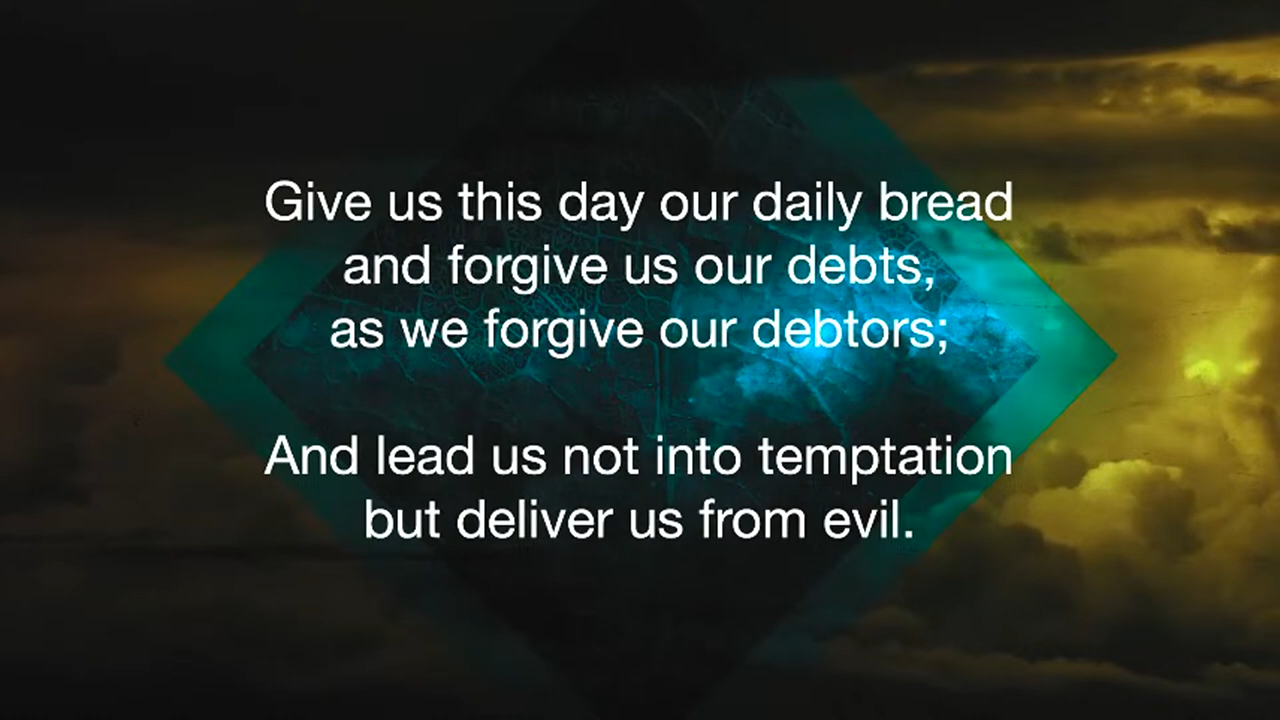 Give us this day our daily bread
and forgive us our debts,
as we forgive our debtors;
And lead us not into temptation
but deliver us from evil.